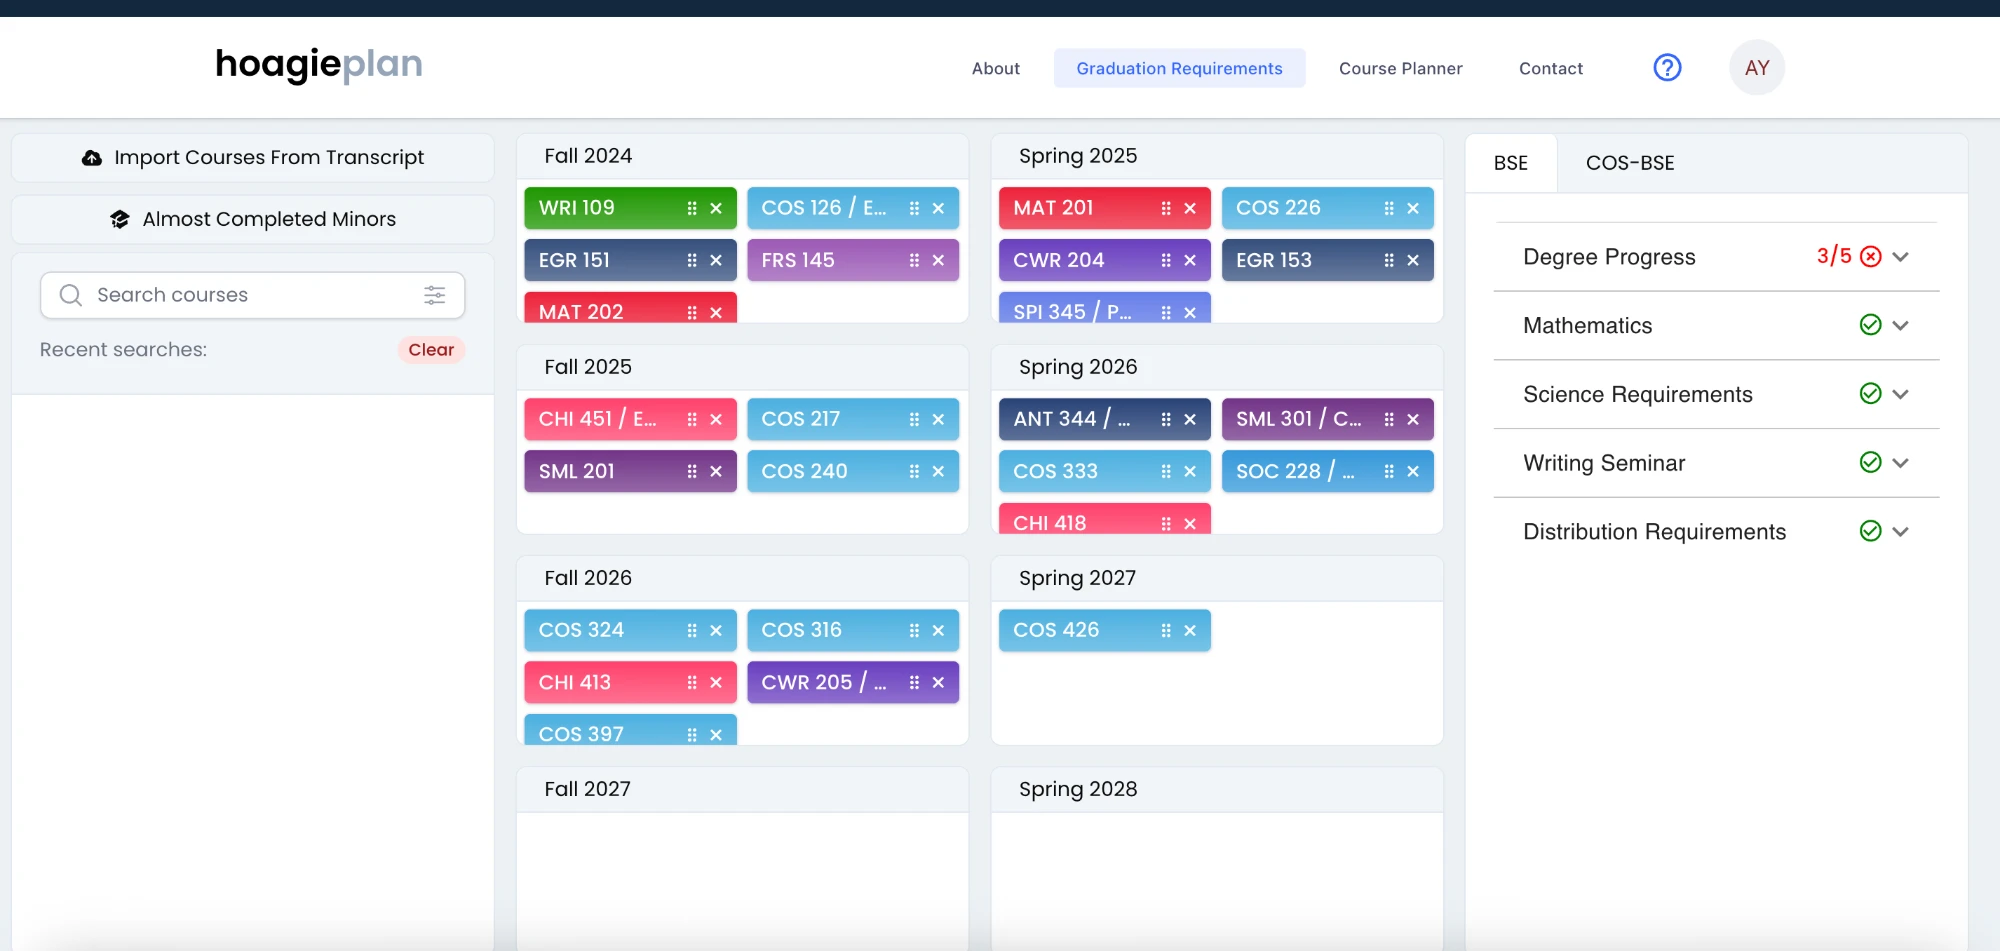 hoagieplan
About
Graduation Requirements
Course Planner
Contact
?
AY
Import Courses From Transcript
Almost Completed Minors
Search courses
Recent searches:
Clear
Fall 2024
WRI 109
COS 126 / E...
EGR 151
FRS 145
MAT 202
Spring 2025
MAT 201
COS 226
CWR 204
EGR 153
SPI 345 / P...
Fall 2025
CHI 451 / E...
COS 217
SML 201
COS 240
Spring 2026
ANT 344 / ...
SML 301 / C...
COS 333
SOC 228 / ...
CHI 418
Fall 2026
COS 324
COS 316
CHI 413
CWR 205 / ...
COS 397
Spring 2027
COS 426
Fall 2027
Spring 2028
BSE
COS-BSE
Degree Progress
3/5
Mathematics
Science Requirements
Writing Seminar
Distribution Requirements